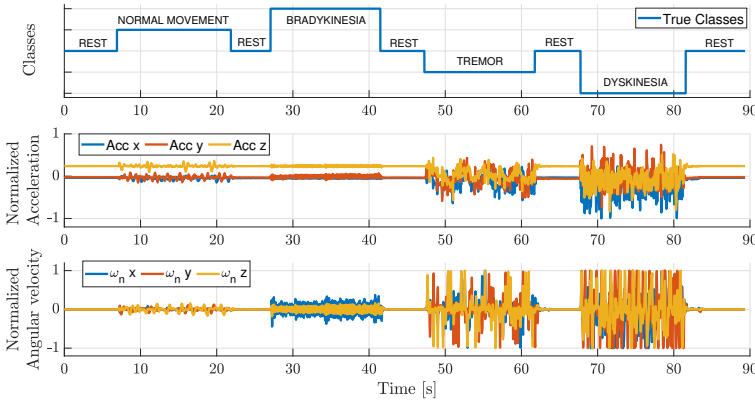 Classes
NORMAL MOVEMENT
BRADYKINESIA
True Classes
REST
REST
REST
REST
REST
TREMOR
DYSKINESIA
0 10 20 30 40 50 60 70 80 90
Normalized
Acceleration
Acc x Acc y Acc z
1
0
-1
0 10 20 30 40 50 60 70 80 90
Normalized
Angular velocity
ωn x ωn y ωn z
1
0
-1
0 10 20 30 40 50 60 70 80 90
Time [s]